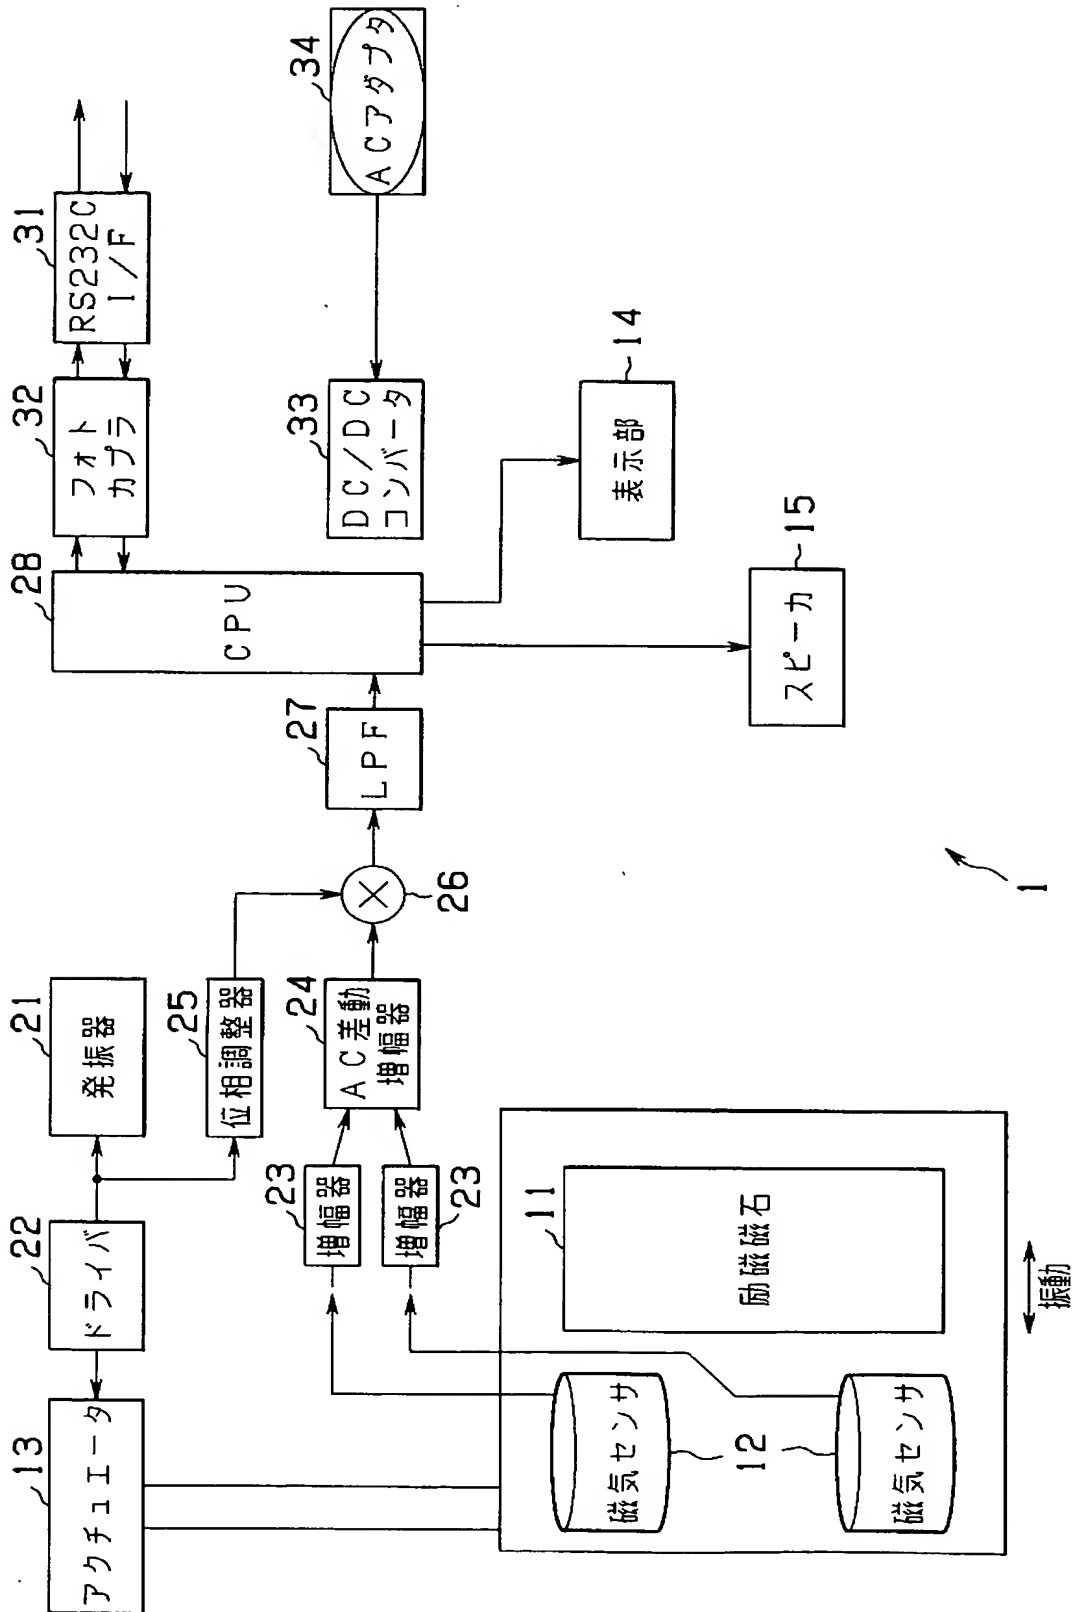 13
アクチュエータ
22
ドライバ
21
発振器
25
位相調整器
23
増幅器
23
増幅器
24
AC差動
増幅器
26
27
LPF
28
CPU
32
フォト
カプラ
31
RS232C
I/F
33
DC/DC
コンバータ
34
ACアダプタ
14
表示部
15
スピーカ
11
励磁磁石
磁気センサ
12
磁気センサ
振動
1